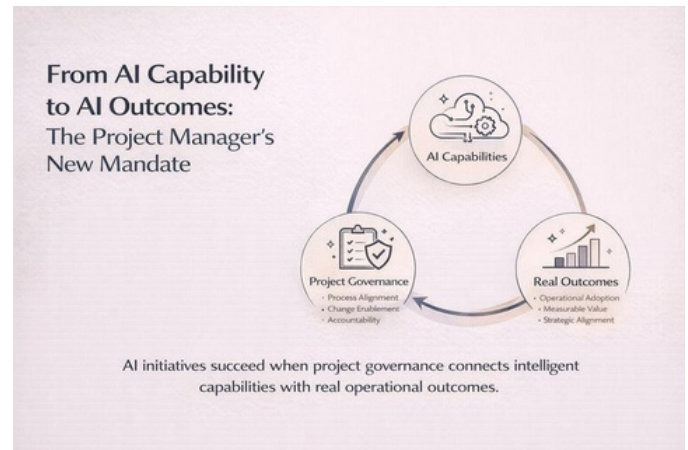 From AI Capability
to AI Outcomes:
The Project Manager's
New Mandate
AI Capabilities
Project Governance
• Process Alignment
• Change Enablement
• Accountability
Real Outcomes
• Operational Adoption
• Measurable Value
• Strategic Alignment
AI initiatives succeed when project governance connects intelligent
capabilities with real operational outcomes.